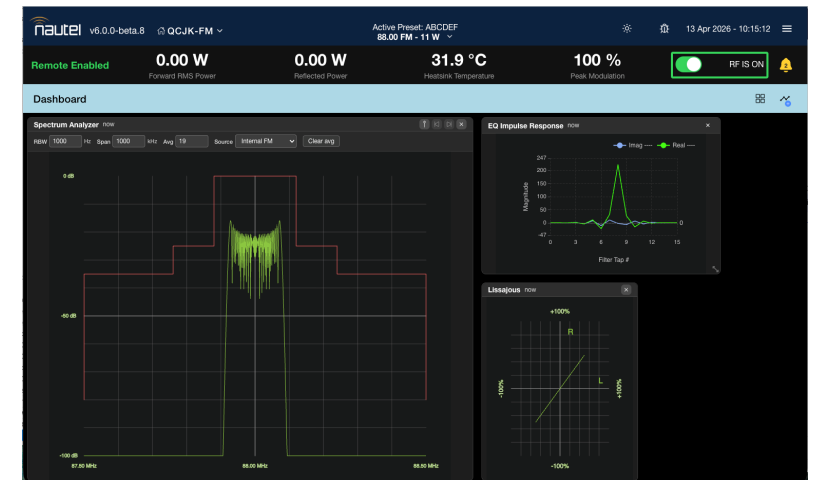 nautel v6.0.0-beta.8 QCJK-FM
Active Preset: ABCDEF
88.00 FM - 11 W
13 Apr 2026 - 10:15:12
Remote Enabled
0.00 W
Forward RMS Power
0.00 W
Reflected Power
31.9 °C
Heatsink Temperature
100 %
Peak Modulation
RF IS ON
2
Dashboard
Spectrum Analyzer now
RBW 1000 Hz Span 1000 kHz Avg 19 Source Internal FM Clear avg
0 dB
-50 dB
-100 dB
87.50 MHz 88.00 MHz 88.50 MHz
EQ Impulse Response now
Imag — Real —
247
200
150
100
50
0
-47
Magnitude
0
0 3 6 9 12 15
Filter Tap #
Lissajous now
+100%
R
L
-100%
+100%
-100%